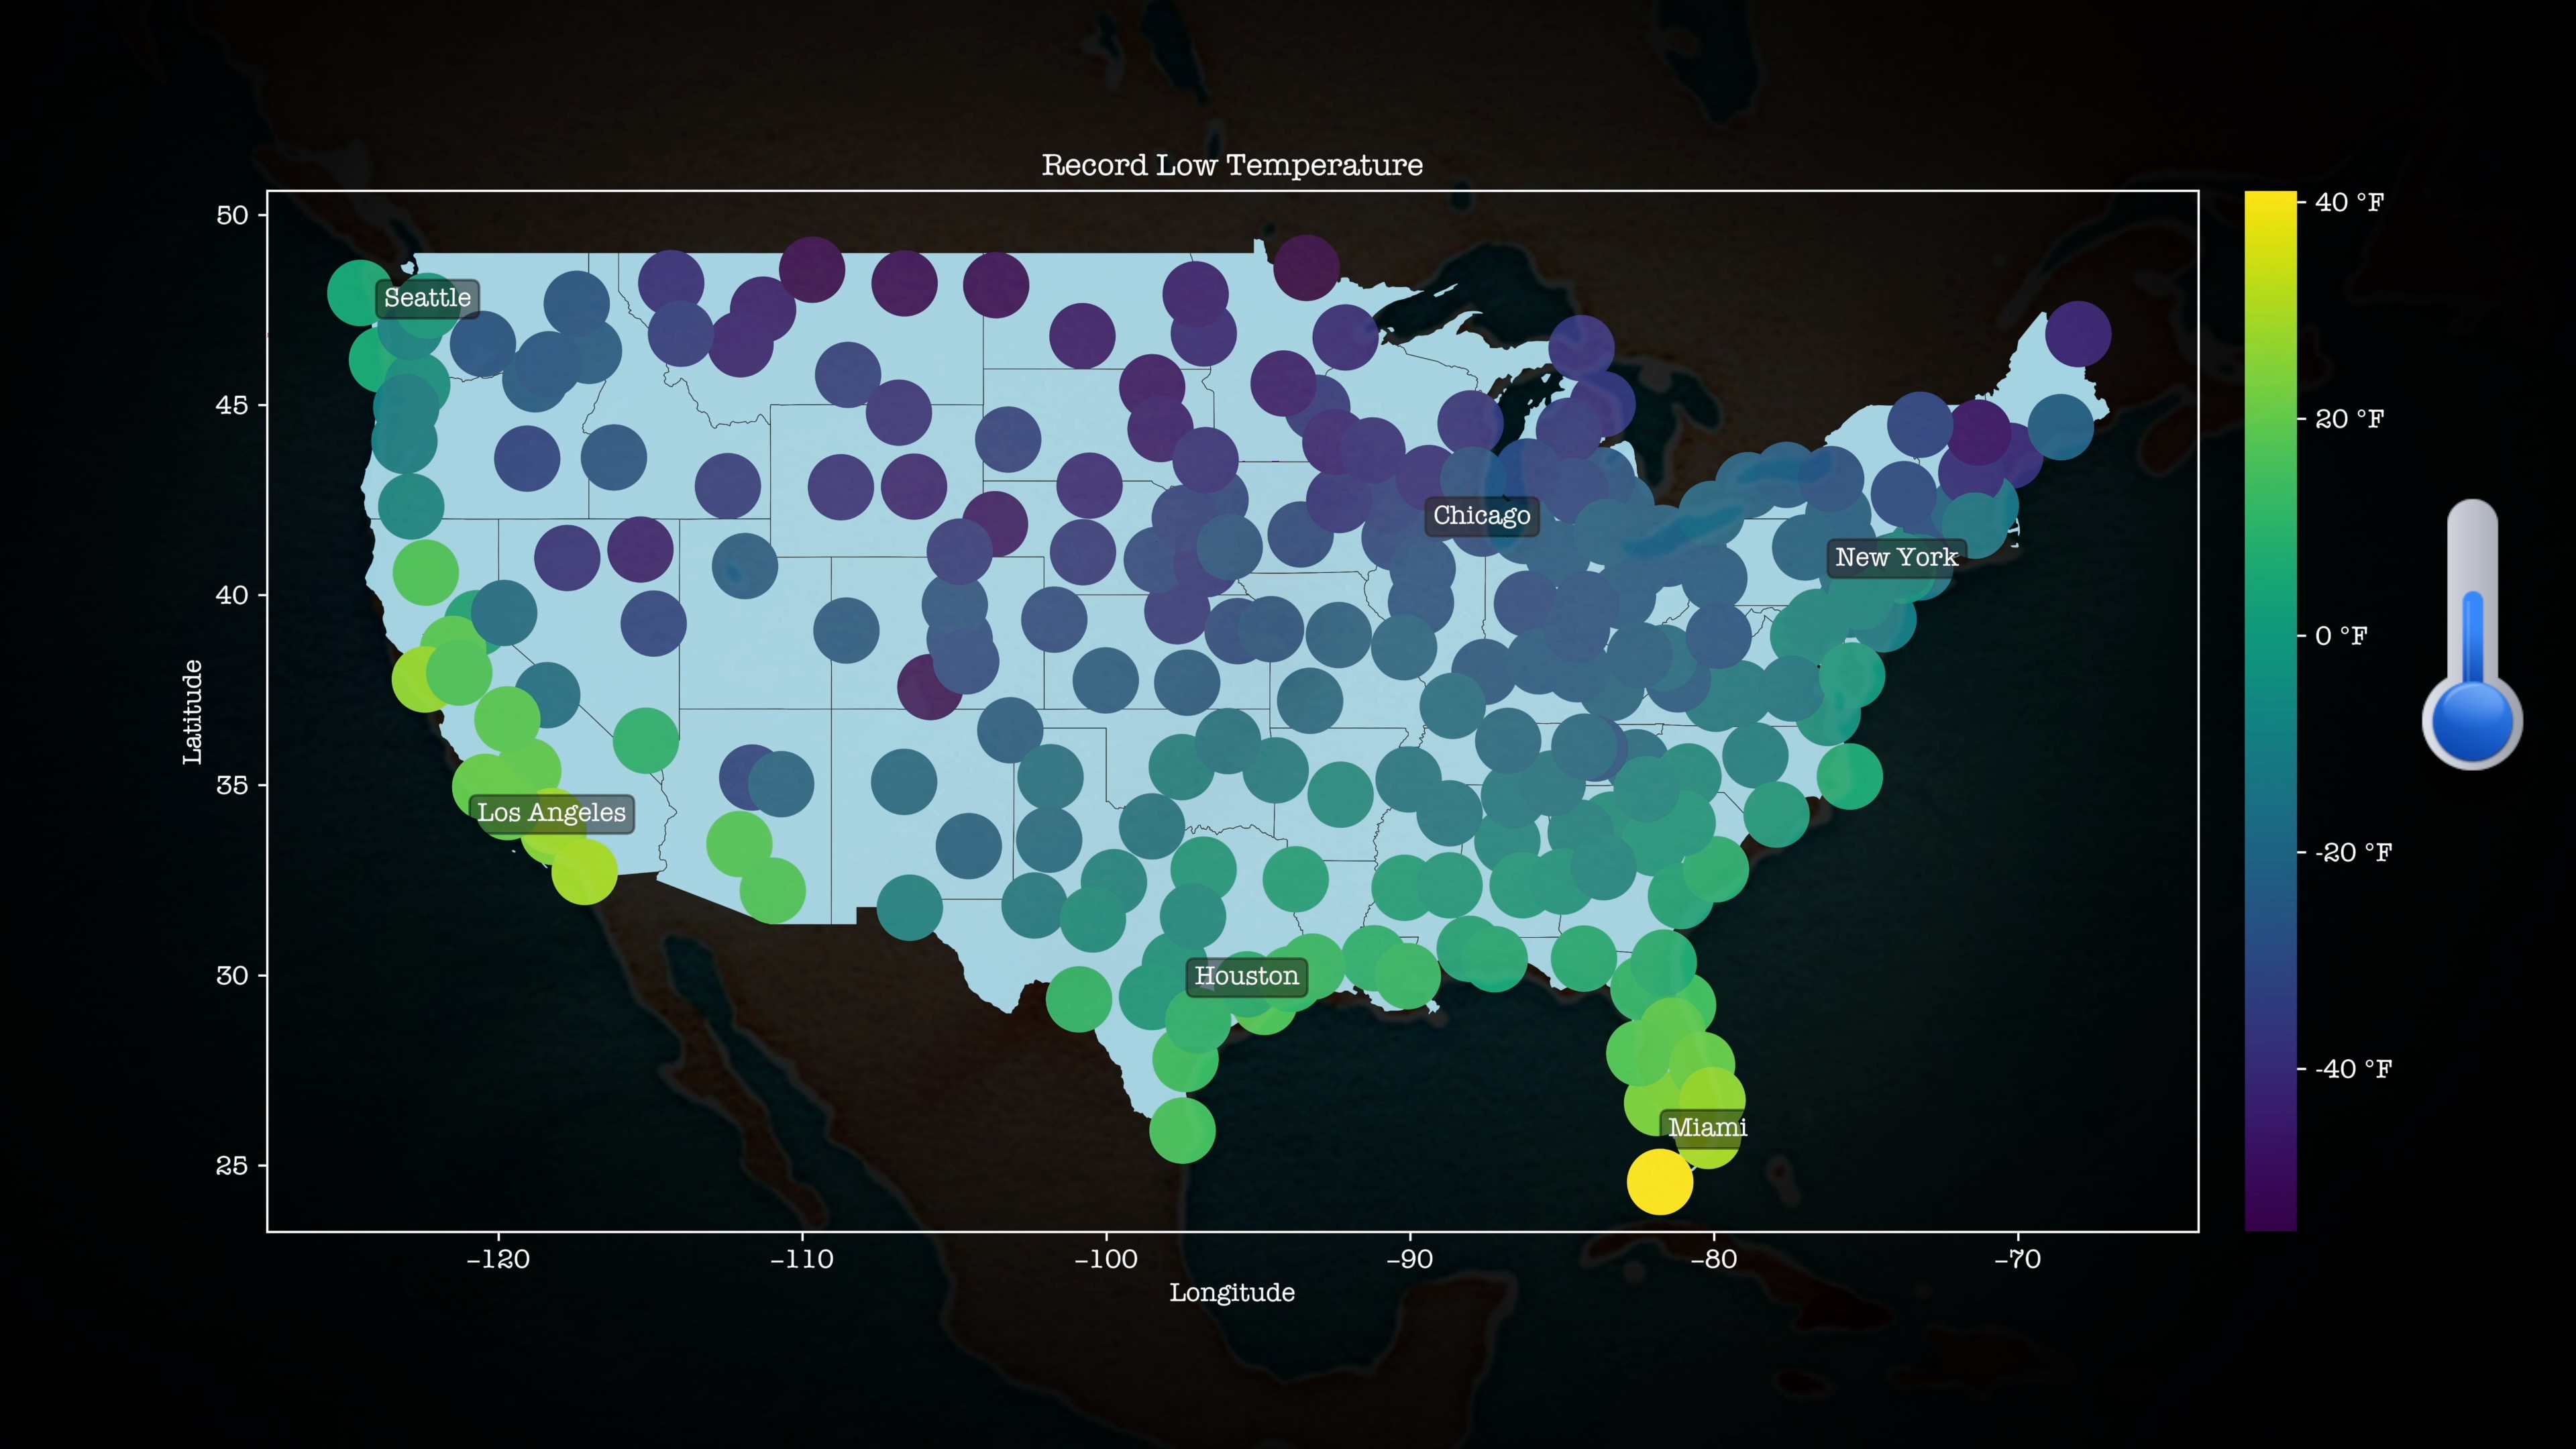 Record Low Temperature
50
45
40
35
30
25
Latitude
Seattle
Chicago
New York
Los Angeles
Houston
Miami
-120
-110
-100
-90
-80
-70
Longitude
40 °F
20 °F
0 °F
-20 °F
-40 °F